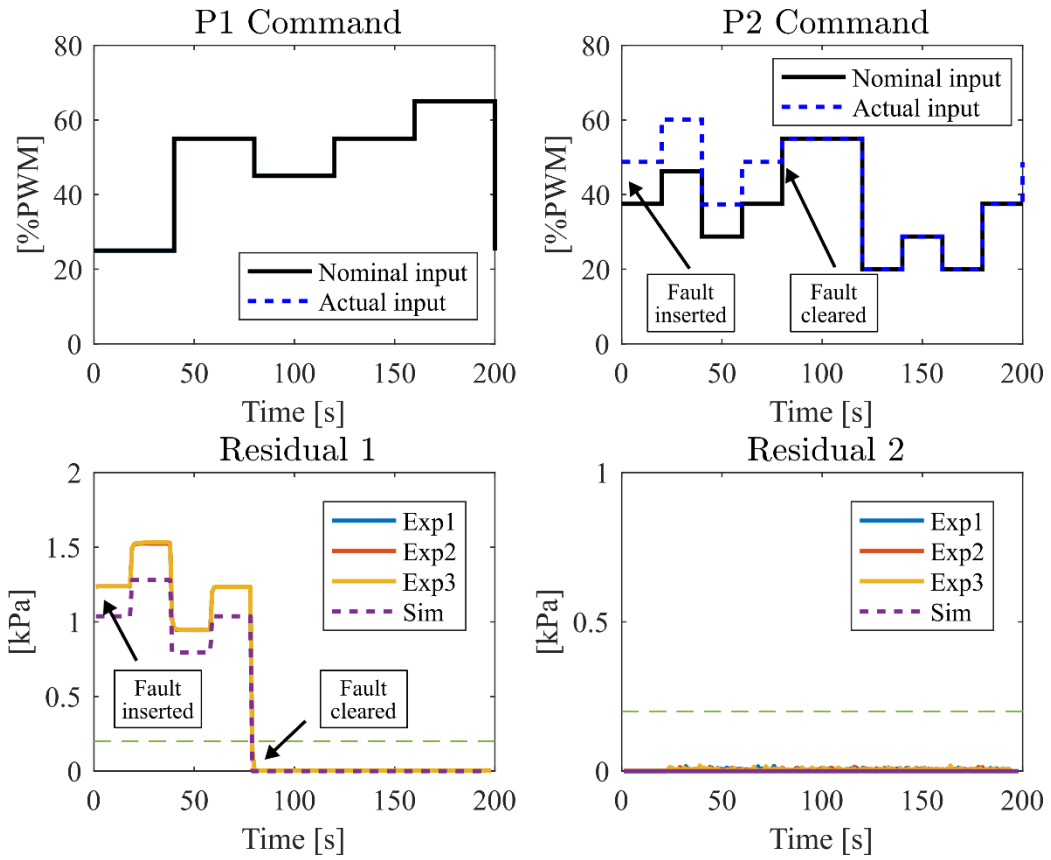 P1 Command
80
60
40
20
0
[%PWM]
Nominal input
Actual input
0
50
100
150
200
Time [s]
P2 Command
80
60
40
20
0
[%PWM]
Nominal input
Actual input
Fault
inserted
Fault
cleared
0
50
100
150
200
Time [s]
Residual 1
2
1.5
1
0.5
0
[kPa]
Exp1
Exp2
Exp3
Sim
Fault
inserted
Fault
cleared
0
50
100
150
200
Time [s]
Residual 2
1
0.5
0
[kPa]
Exp1
Exp2
Exp3
Sim
0
50
100
150
200
Time [s]